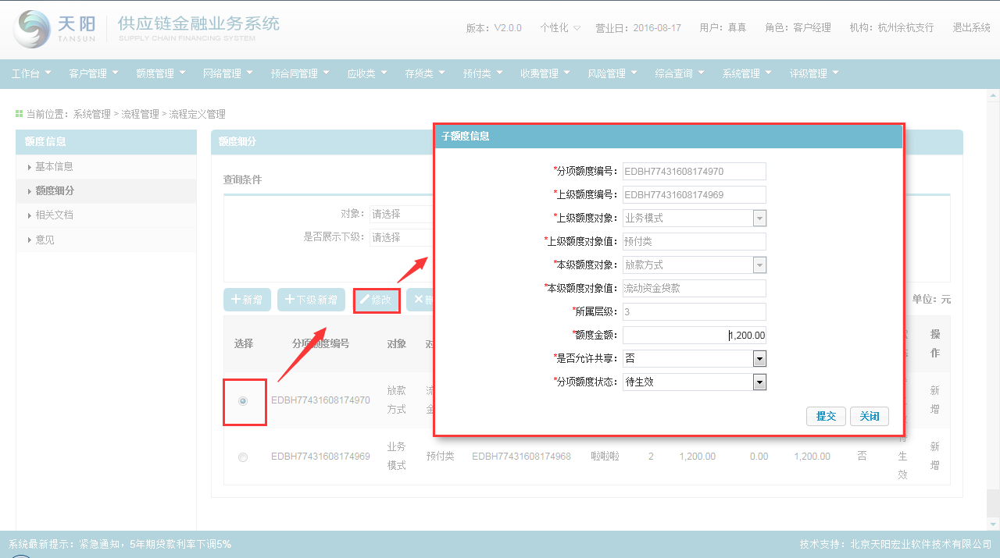 天阳
TANSUN
供应链金融业务系统
SUPPLY CHAIN FINANCING SYSTEM
版本：V2.0.0 个性化 营业日：2016-08-17 用户：真真 角色：客户经理 机构：杭州余杭支行 退出系统
工作台 客户管理 额度管理 网络管理 预合同管理 应收类 存货类 预付类 收费管理 风险管理 综合查询 系统管理 评级管理
当前位置：系统管理 > 流程管理 > 流程定义管理
额度信息
基本信息
额度细分
相关文档
意见
额度细分
查询条件
对象：请选择
是否展示下级：请选择
新增 下级新增 修改 删
单位：元
选择 分项额度编号 对象 对 操作
EDBH77431608174970 放款方式 流 金 新增
EDBH77431608174969 业务模式 预付类 EDBH77431608174968 啦啦啦 2 1,200.00 0.00 1,200.00 否 待生效 新增
子额度信息
*分项额度编号：EDBH77431608174970
*上级额度编号：EDBH77431608174969
*上级额度对象：业务模式
*上级额度对象值：预付类
*本级额度对象：放款方式
*本级额度对象值：流动资金贷款
*所属层级：3
*额度金额：1,200.00
*是否允许共享：否
*分项额度状态：待生效
提交 关闭
系统最新提示：紧急通知，5年期贷款利率下调5%
技术支持：北京天阳宏业软件技术有限公司